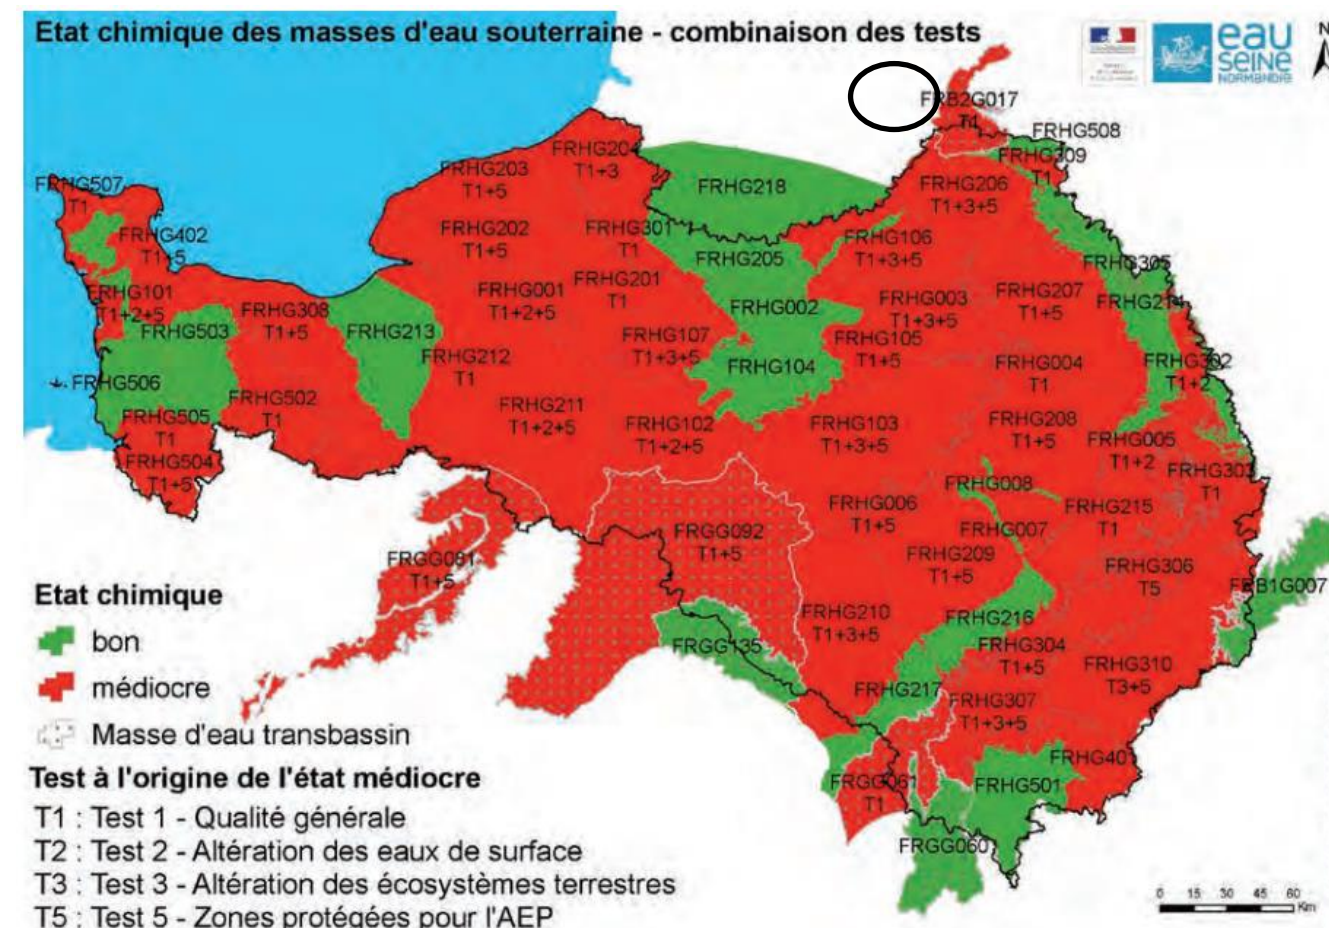 Etat chimique des masses d'eau souterraine - combinaison des tests
eau
SEINE
NORMANDIE
N
FRB2G017
T1
FRHG508
FRHG309
T1
FRHG204
T1+3
FRHG203
T1+5
FRHG218
FRHG206
T1+3+5
FRHG507
T1
FRHG402
T1+5
FRHG202
T1+5
FRHG301
T1
FRHG106
T1+3+5
FRHG205
FRHG305
FRHG101
T1+2+5
FRHG001
T1+2+5
FRHG201
T1
FRHG002
FRHG003
T1+3+5
FRHG207
T1+5
FRHG214
FRHG503
FRHG308
T1+5
FRHG213
FRHG107
T1+3+5
FRHG105
T1+5
FRHG212
T1
FRHG104
FRHG004
T1
FRHG302
T1+2
FRHG506
FRHG502
T1
FRHG211
T1+2+5
FRHG505
T1
FRHG102
T1+2+5
FRHG103
T1+3+5
FRHG208
T1+5
FRHG005
T1+2
FRHG504
T1+5
FRHG303
T1
FRHG008
FRHG006
T1+5
FRHG215
T1
FRGG092
T1+5
FRHG007
FRHG209
T1+5
FRGG081
T1+5
FRHG306
T5
FRB1G007
FRHG210
T1+3+5
FRHG216
FRGG135
FRHG304
T1+5
FRHG310
T3+5
FRHG217
FRHG307
T1+3+5
FRHG401
FRGG061
T1
FRHG501
FRGG060
Etat chimique
bon
médiocre
Masse d'eau transbassin
Test à l'origine de l'état médiocre
T1 : Test 1 - Qualité générale
T2 : Test 2 - Altération des eaux de surface
T3 : Test 3 - Altération des écosystèmes terrestres
T5 : Test 5 - Zones protégées pour l'AEP
0 15 30 45 60
Km